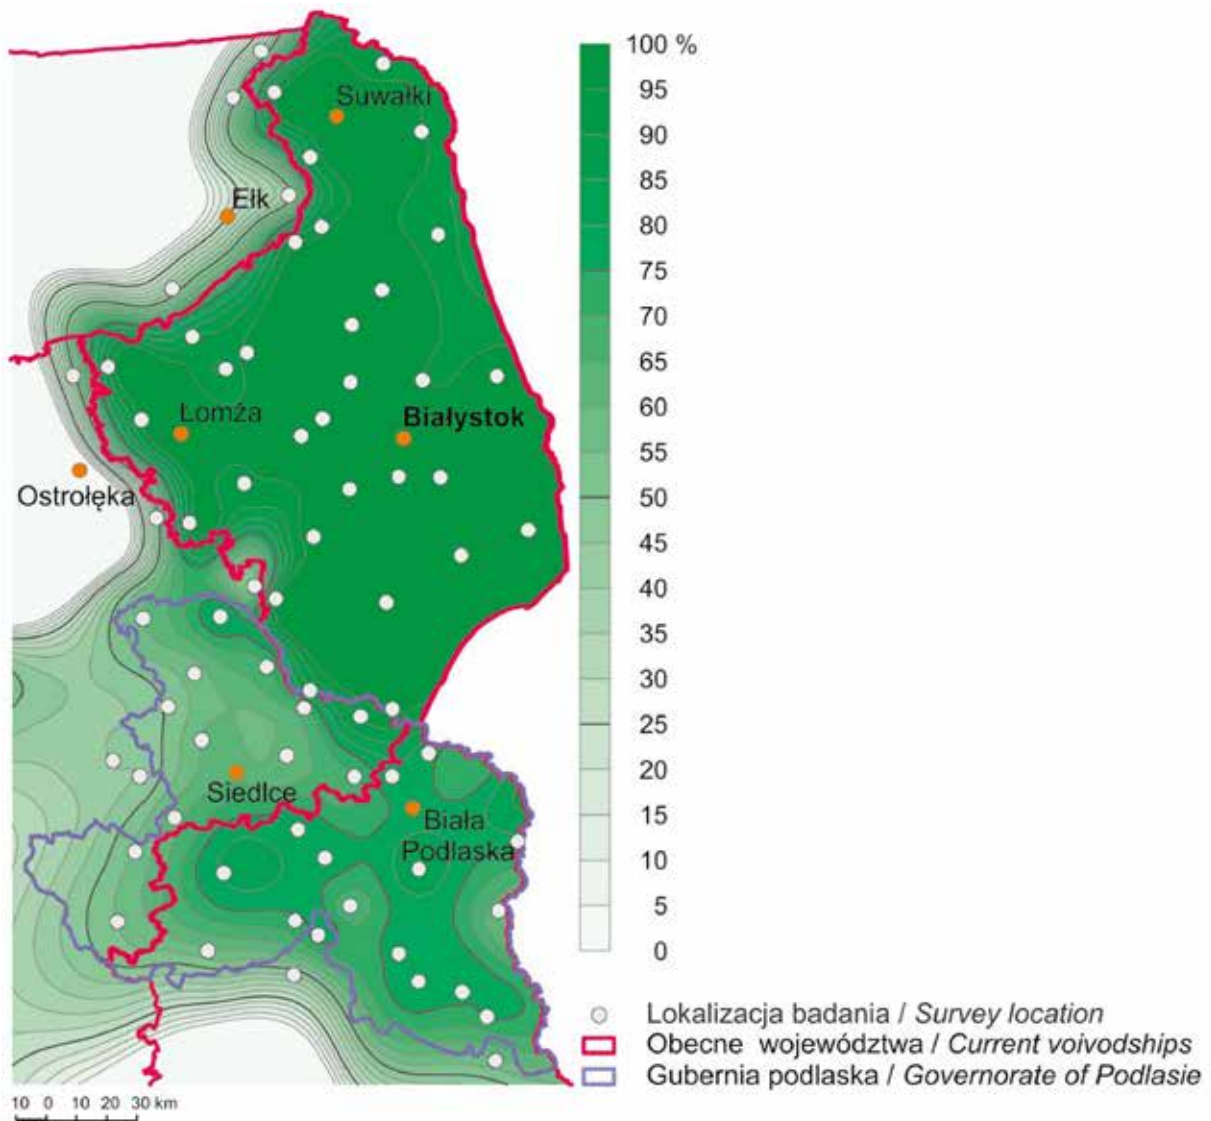 Suwałki
Ełk
Łomża
Białystok
Ostrołęka
Siedlce
Biała
Podlaska
100 %
95
90
85
80
75
70
65
60
55
50
45
40
35
30
25
20
15
10
5
0
Lokalizacja badania / Survey location
Obecne województwa / Current voivodships
Gubernia podlaska / Governorate of Podlasie
10 0 10 20 30 km